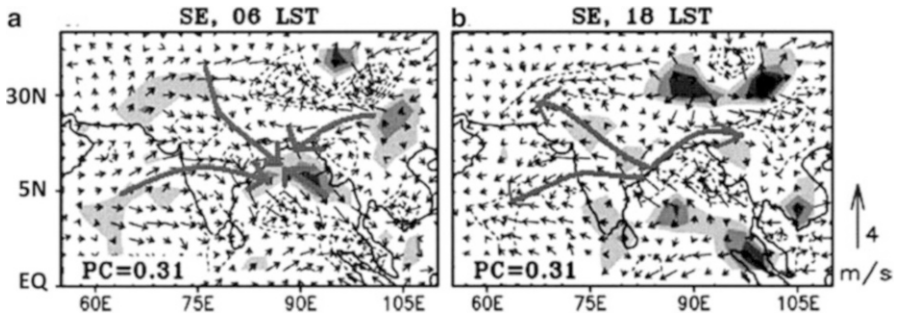 a SE, 06 LST b SE, 18 LST
30N
5N
EQ
PC=0.31 PC=0.31
4
m/s
60E 75E 90E 105E 60E 75E 90E 105E